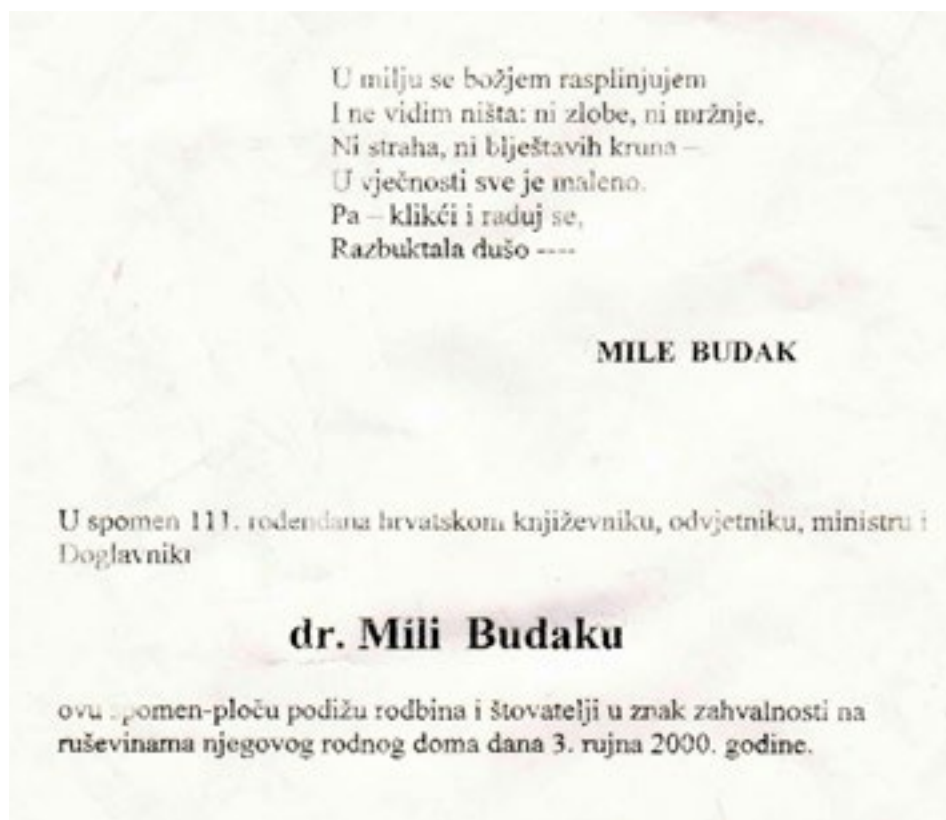 U milju se božjem rasplinjujem
I ne vidim ništa: ni zlobe, ni mržnje,
Ni straha, ni blještavih kruna –
U vječnosti sve je maleno.
Pa – klikći i raduj se,
Razbuktala dušo ----
MILE BUDAK
U spomen 111. rođendana hrvatskom književniku, odvjetniku, ministru i
Doglavniku
dr. Mili Budaku
ovu spomen-ploču podižu rodbina i štovatelji u znak zahvalnosti na
ruševinama njegovog rodnog doma dana 3. rujna 2000. godine.